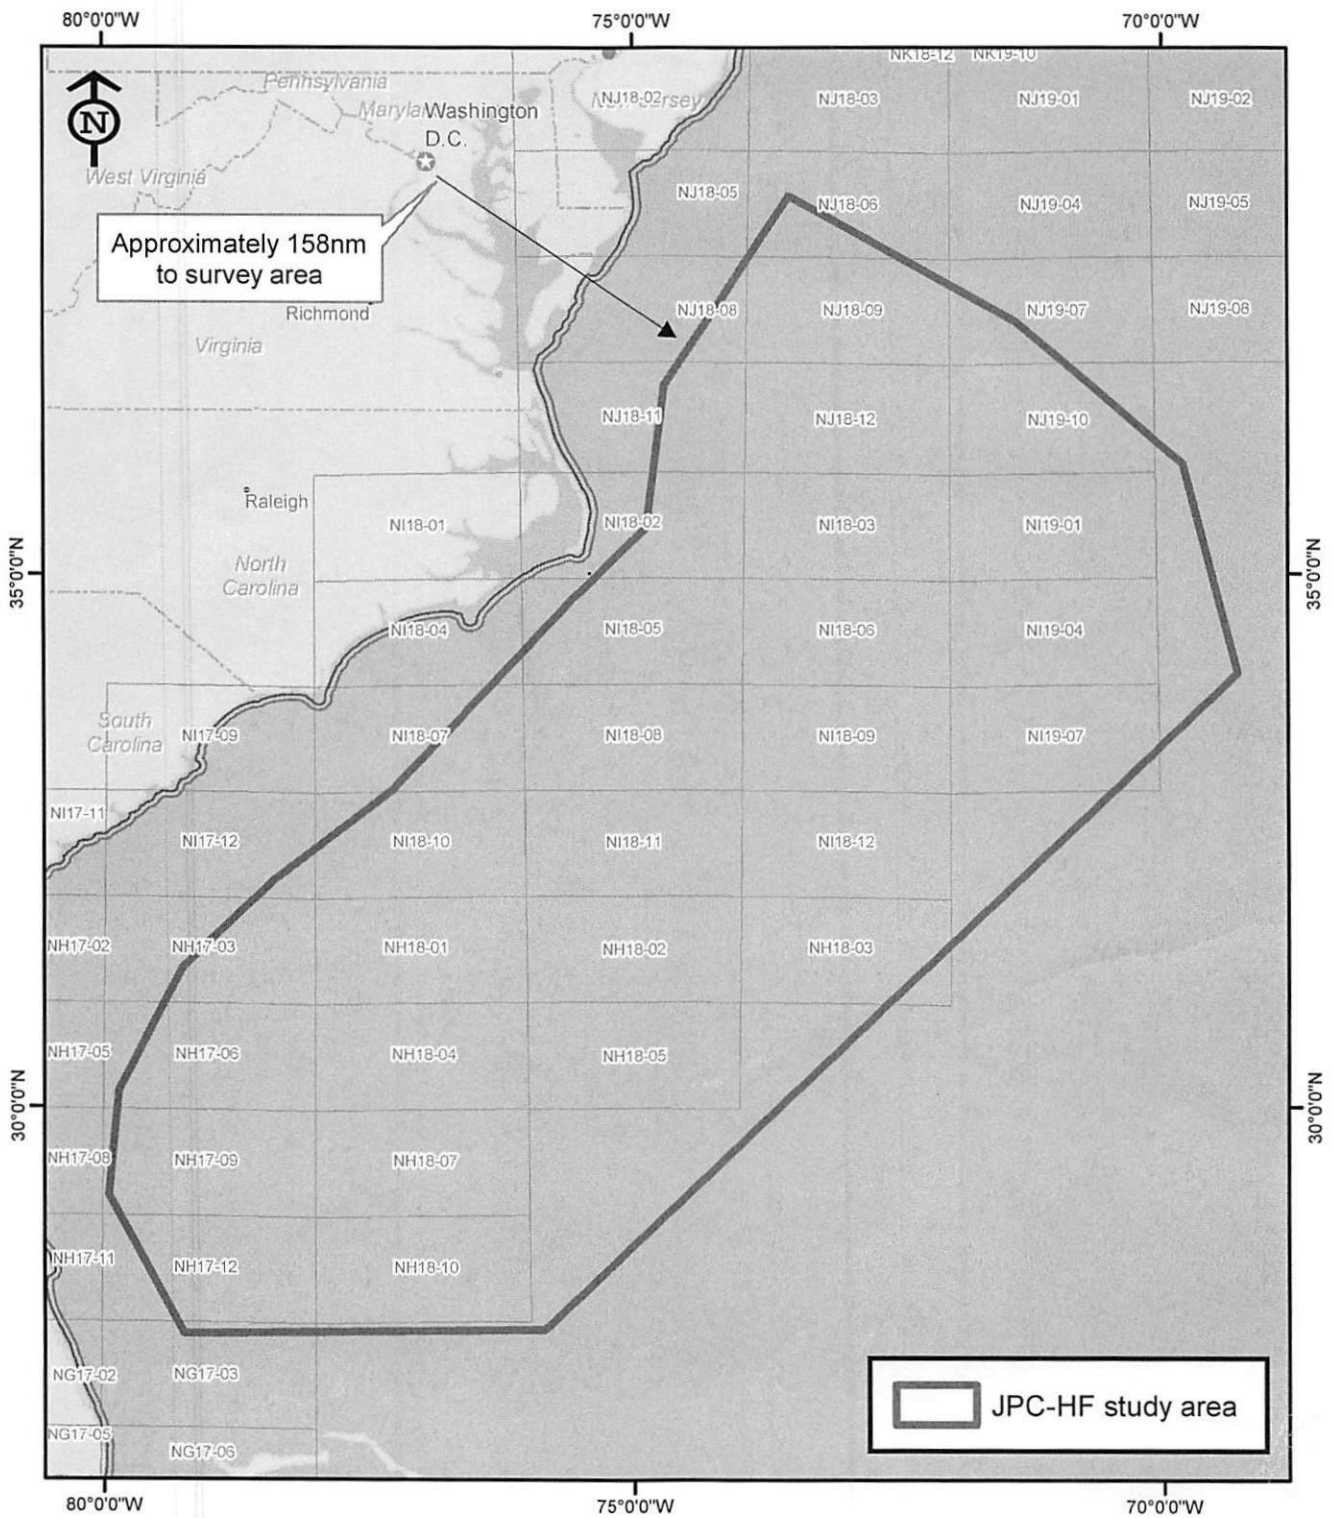 80°0'0"W 75°0'0"W 70°0'0"W
NK18-12 NK19-10
N
Pennsylvania
NJ18-02 New Jersey NJ18-03 NJ19-01 NJ19-02
Maryland
Washington
D.C.
West Virginia
NJ18-05 NJ18-06 NJ19-04 NJ19-05
Approximately 158nm
to survey area
Richmond
NJ18-08 NJ18-09 NJ19-07 NJ19-08
Virginia
NJ18-11 NJ18-12 NJ19-10
Raleigh
NI18-01 NI18-02 NI18-03 NI19-01
North
Carolina
35°0'0"N 35°0'0"N
NI18-04 NI18-05 NI18-06 NI19-04
South
Carolina
NI17-09 NI18-07 NI18-08 NI18-09 NI19-07
NI17-11
NI17-12 NI18-10 NI18-11 NI18-12
NH17-02 NH17-03 NH18-01 NH18-02 NH18-03
NH17-05 NH17-06 NH18-04 NH18-05
30°0'0"N 30°0'0"N
NH17-08 NH17-09 NH18-07
NH17-11 NH17-12 NH18-10
NG17-02 NG17-03
JPC-HF study area
NG17-05 NG17-06
80°0'0"W 75°0'0"W 70°0'0"W